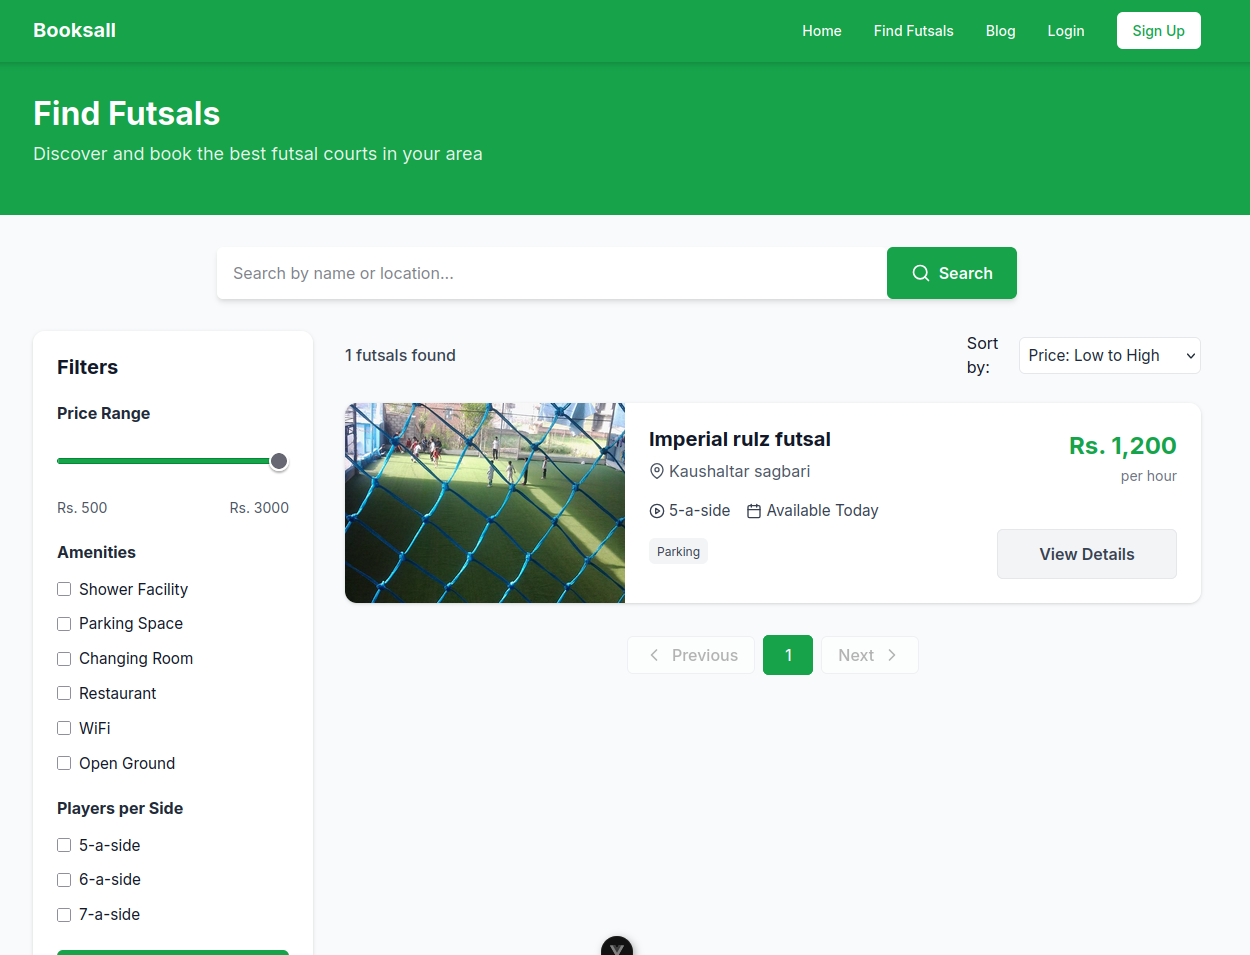 Booksall
Home
Find Futsals
Blog
Login
Sign Up
Find Futsals
Discover and book the best futsal courts in your area
Search by name or location...
Search
Filters
Price Range
Rs. 500
Rs. 3000
Amenities
Shower Facility
Parking Space
Changing Room
Restaurant
WiFi
Open Ground
Players per Side
5-a-side
6-a-side
7-a-side
1 futsals found
Sort
by:
Price: Low to High
Imperial rulz futsal
Kaushaltar sagbari
5-a-side
Available Today
Parking
Rs. 1,200
per hour
View Details
Previous
1
Next